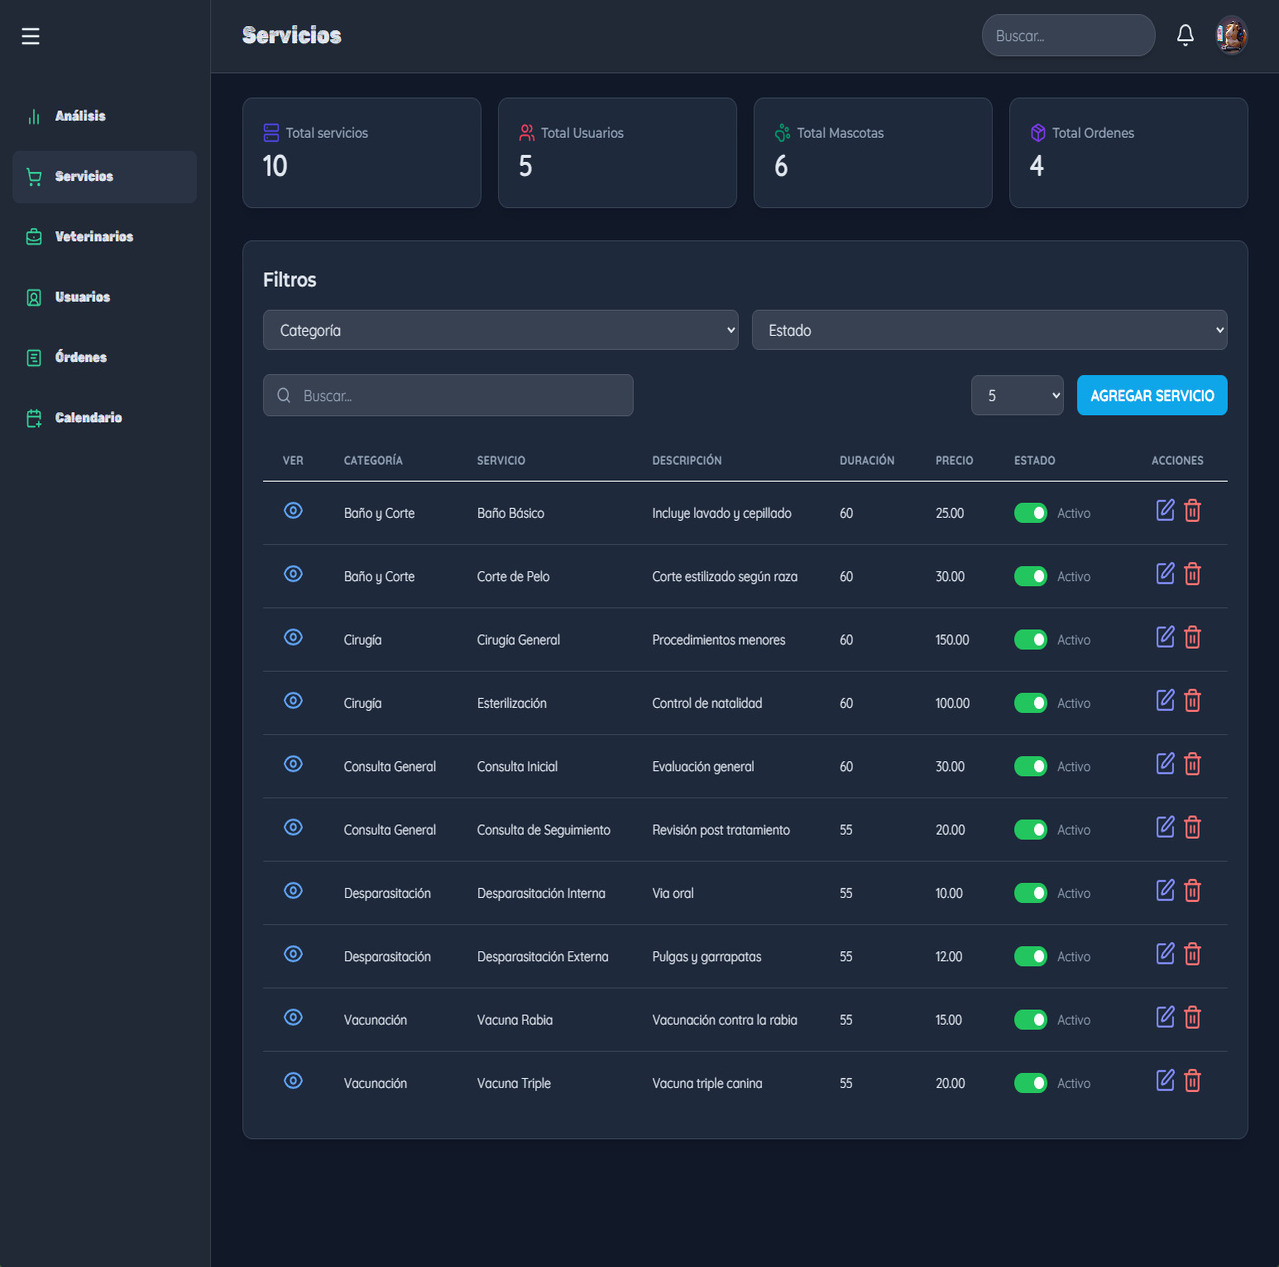 Servicios
Buscar...
Análisis
Servicios
Veterinarios
Usuarios
Órdenes
Calendario
Total servicios
10
Total Usuarios
5
Total Mascotas
6
Total Ordenes
4
Filtros
Categoría
Estado
Buscar...
5
AGREGAR SERVICIO
VER CATEGORÍA SERVICIO DESCRIPCIÓN DURACIÓN PRECIO ESTADO ACCIONES
Baño y Corte Baño Básico Incluye lavado y cepillado 60 25.00 Activo
Baño y Corte Corte de Pelo Corte estilizado según raza 60 30.00 Activo
Cirugía Cirugía General Procedimientos menores 60 150.00 Activo
Cirugía Esterilización Control de natalidad 60 100.00 Activo
Consulta General Consulta Inicial Evaluación general 60 30.00 Activo
Consulta General Consulta de Seguimiento Revisión post tratamiento 55 20.00 Activo
Desparasitación Desparasitación Interna Via oral 55 10.00 Activo
Desparasitación Desparasitación Externa Pulgas y garrapatas 55 12.00 Activo
Vacunación Vacuna Rabia Vacunación contra la rabia 55 15.00 Activo
Vacunación Vacuna Triple Vacuna triple canina 55 20.00 Activo